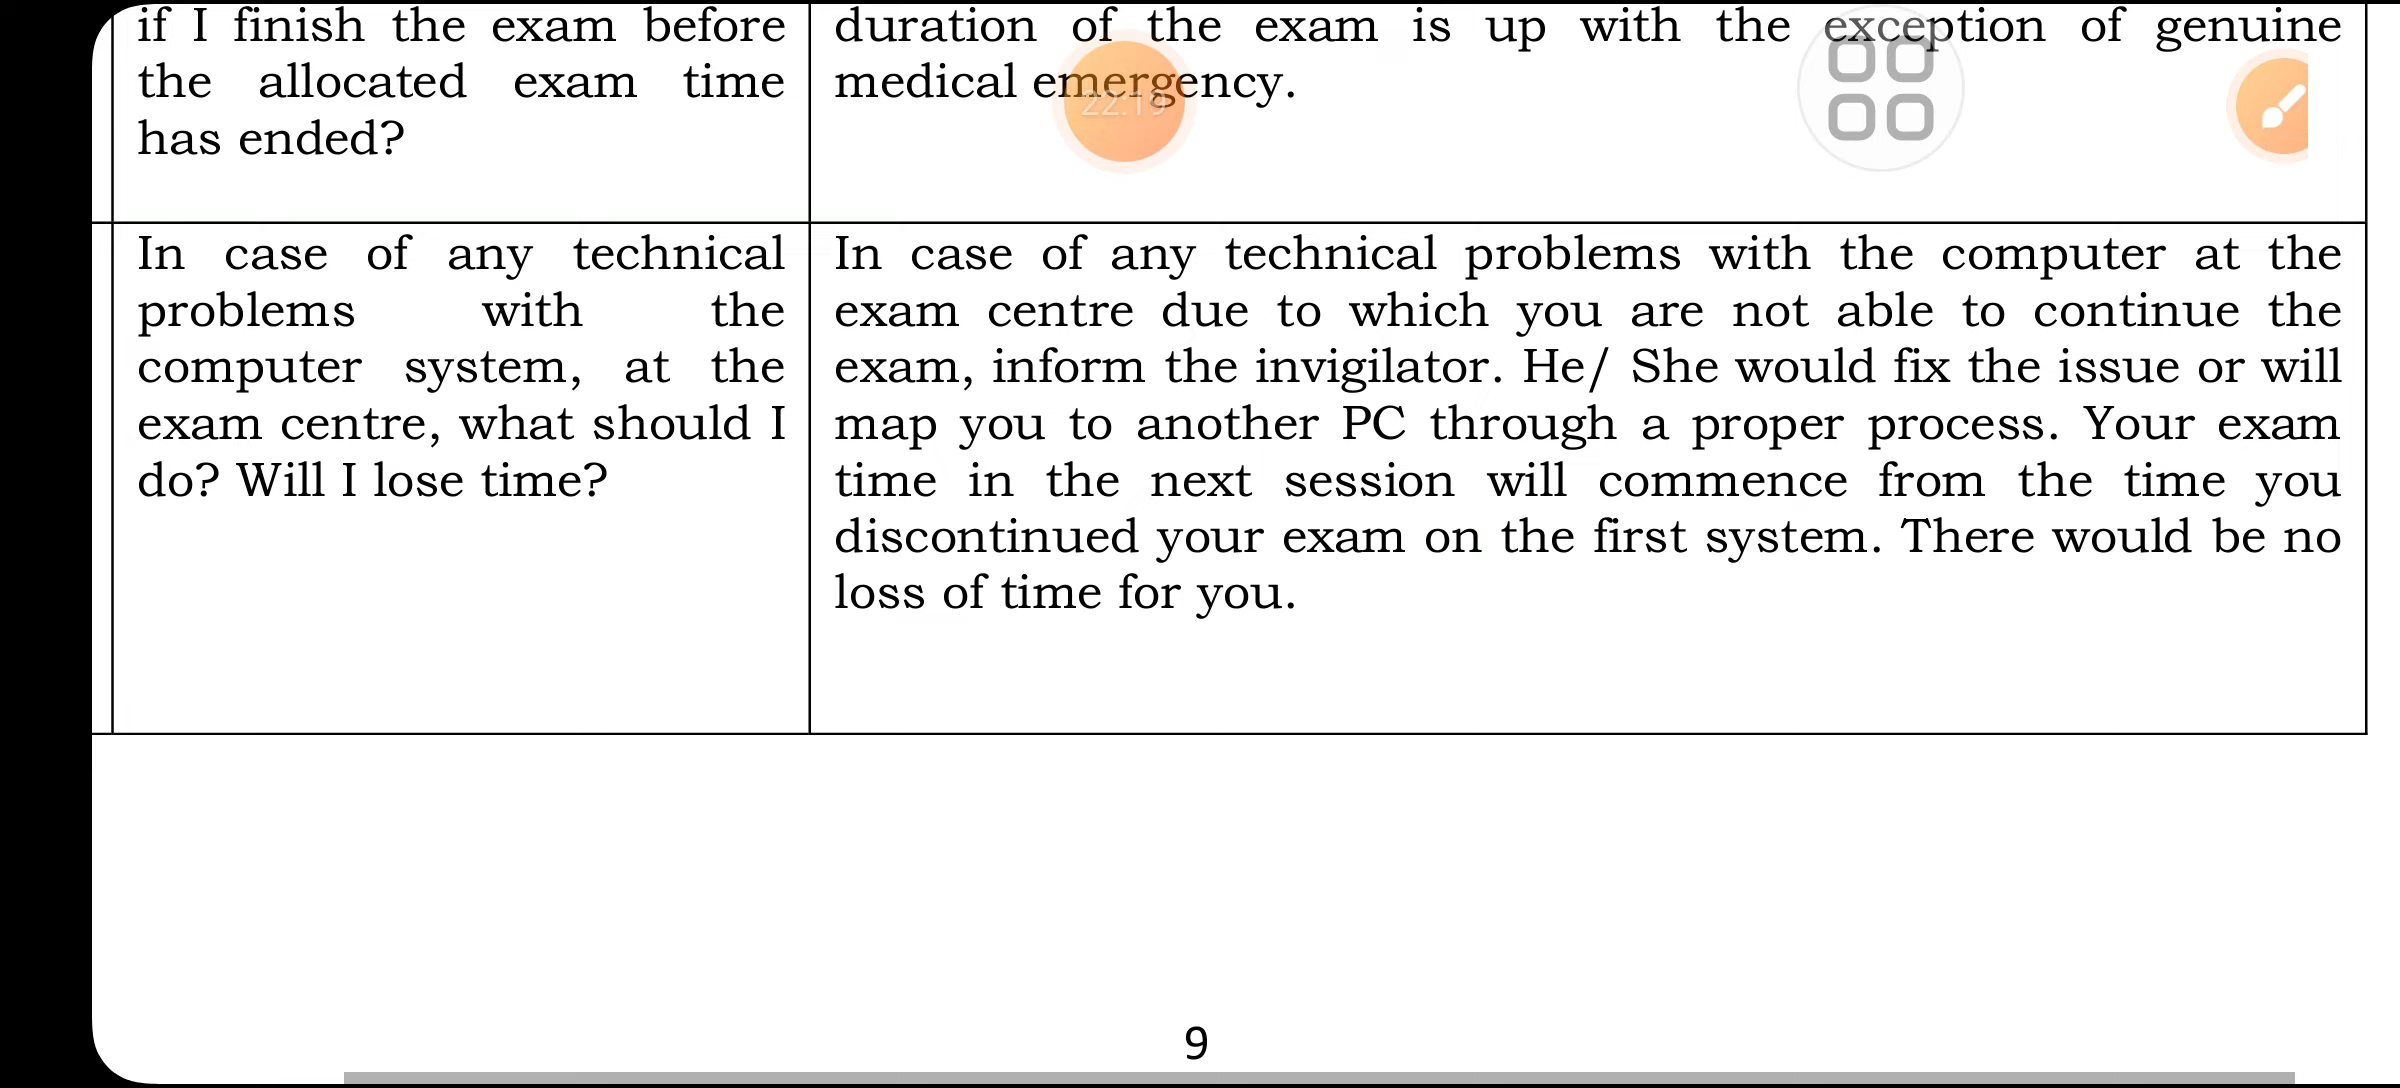 if I finish the exam before
the allocated exam time
has ended?
duration of the exam is up with the exception of genuine
medical emergency.
22:19
In case of any technical
problems with the
computer system, at the
exam centre, what should I
do? Will I lose time?
In case of any technical problems with the computer at the
exam centre due to which you are not able to continue the
exam, inform the invigilator. He/ She would fix the issue or will
map you to another PC through a proper process. Your exam
time in the next session will commence from the time you
discontinued your exam on the first system. There would be no
loss of time for you.
9